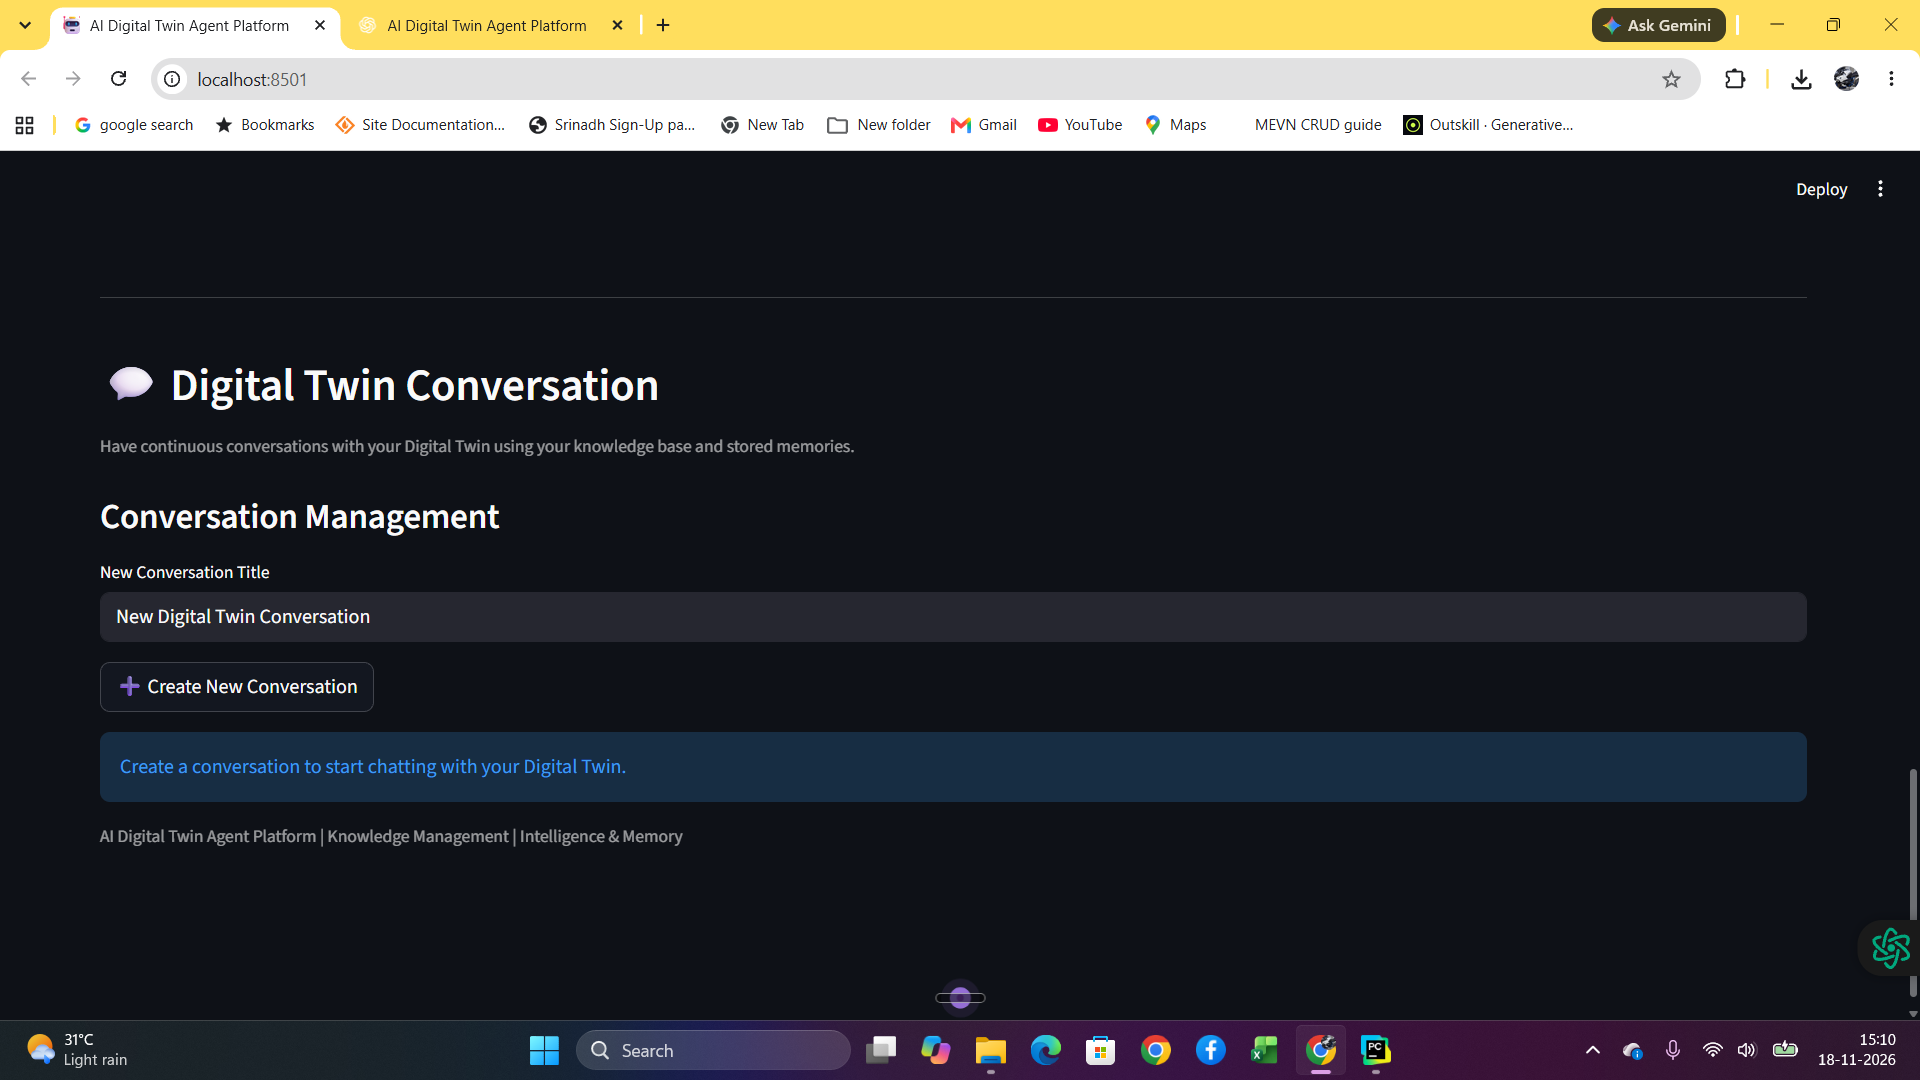 AI Digital Twin Agent Platform
AI Digital Twin Agent Platform
Ask Gemini
localhost:8501
google search
Bookmarks
Site Documentation...
Srinadh Sign-Up pa...
New Tab
New folder
Gmail
YouTube
Maps
MEVN CRUD guide
Outskill · Generative...
Deploy
Digital Twin Conversation
Have continuous conversations with your Digital Twin using your knowledge base and stored memories.
Conversation Management
New Conversation Title
New Digital Twin Conversation
Create New Conversation
Create a conversation to start chatting with your Digital Twin.
AI Digital Twin Agent Platform | Knowledge Management | Intelligence & Memory
31°C
Light rain
Search
PC
15:10
18-11-2026